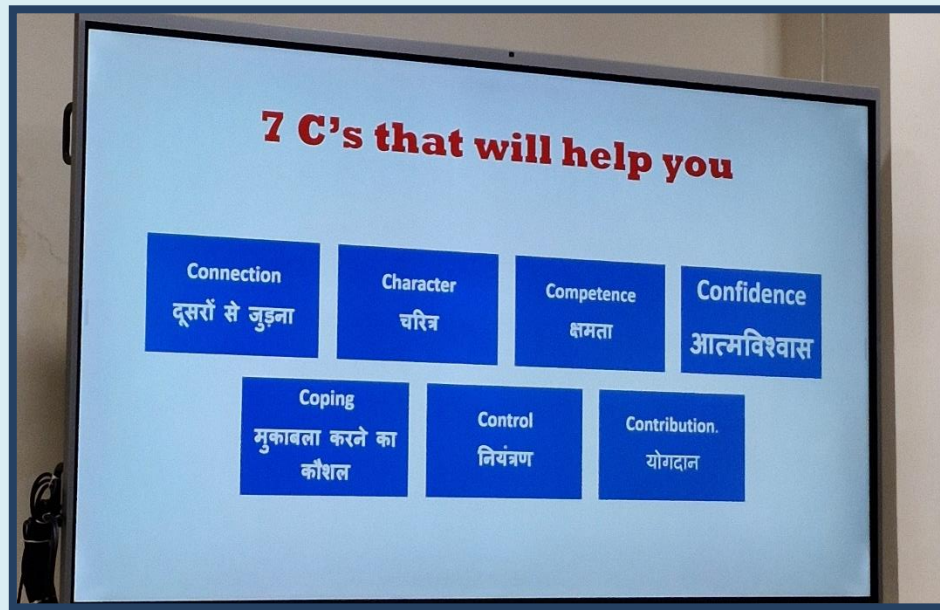 7 C's that will help you
Connection
दूसरों से जुड़ना
Character
चरित्र
Competence
क्षमता
Confidence
आत्मविश्वास
Coping
मुकाबला करने का
कौशल
Control
नियंत्रण
Contribution.
योगदान